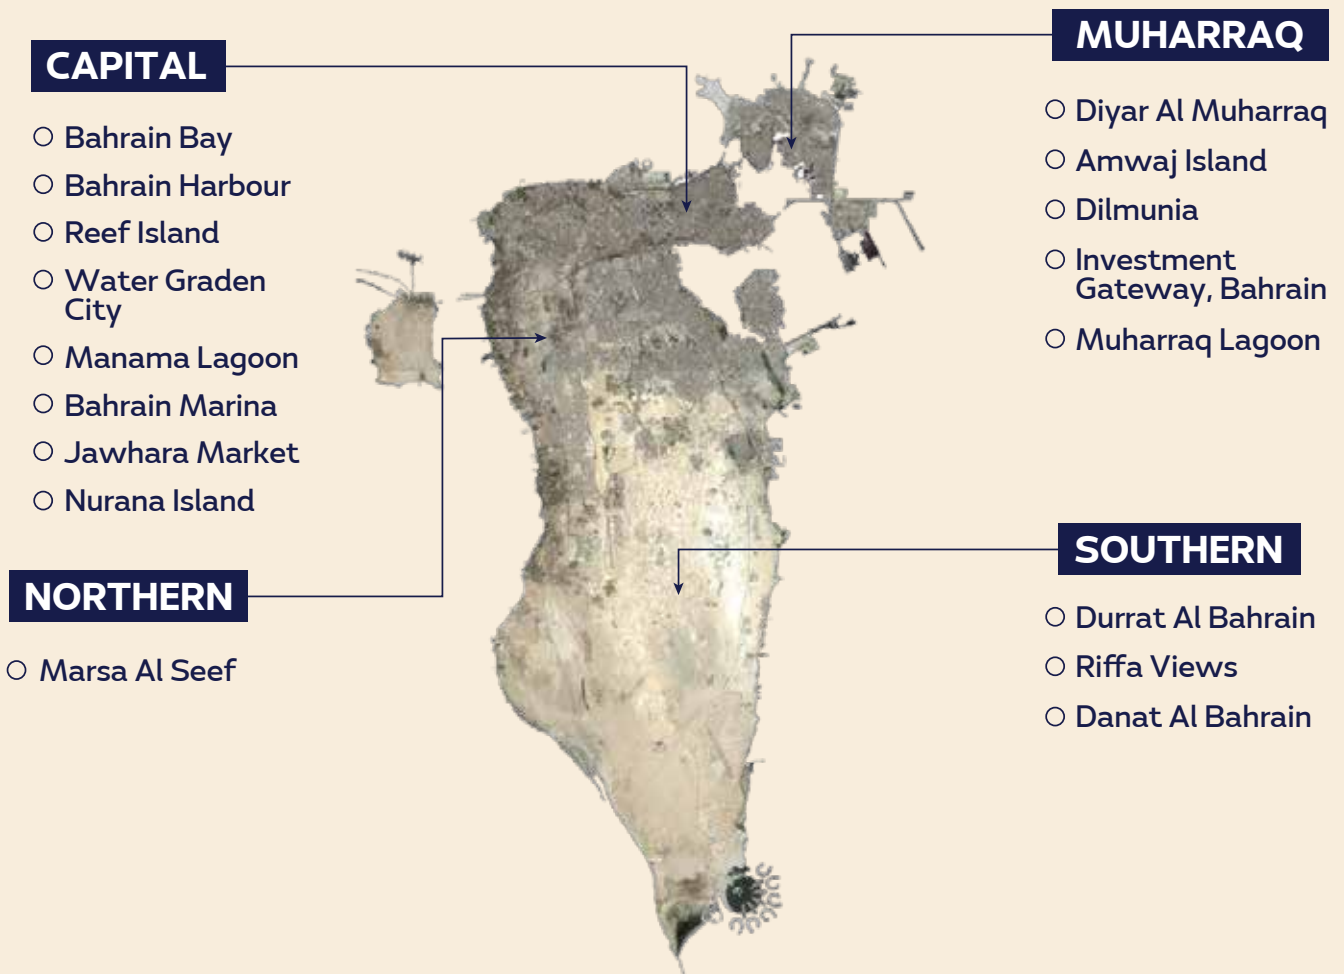 CAPITAL
Bahrain Bay
Bahrain Harbour
Reef Island
Water Graden
City
Manama Lagoon
Bahrain Marina
Jawhara Market
Nurana Island
NORTHERN
Marsa Al Seef
MUHARRAQ
Diyar Al Muharraq
Amwaj Island
Dilmunia
Investment
Gateway, Bahrain
Muharraq Lagoon
SOUTHERN
Durrat Al Bahrain
Riffa Views
Danat Al Bahrain